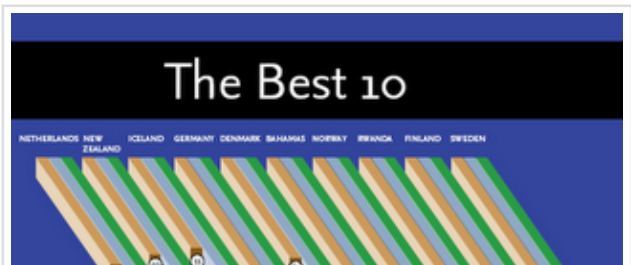 The Best 10
NETHERLANDS NEW ZEALAND ICELAND GERMANY DENMARK BAHAMAS NORWAY RWANDA FINLAND SWEDEN